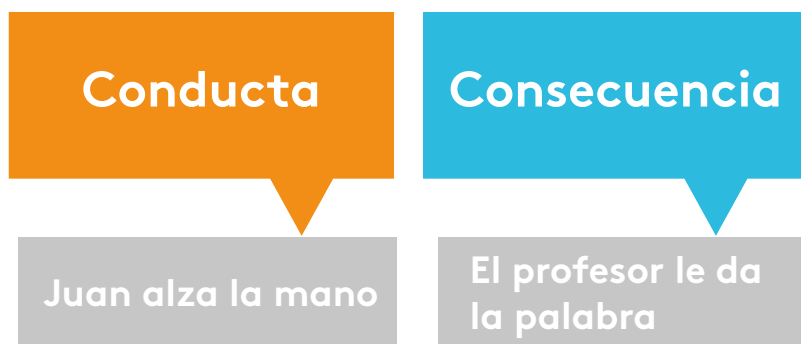 Conducta
Consecuencia
Juan alza la mano
El profesor le da
la palabra